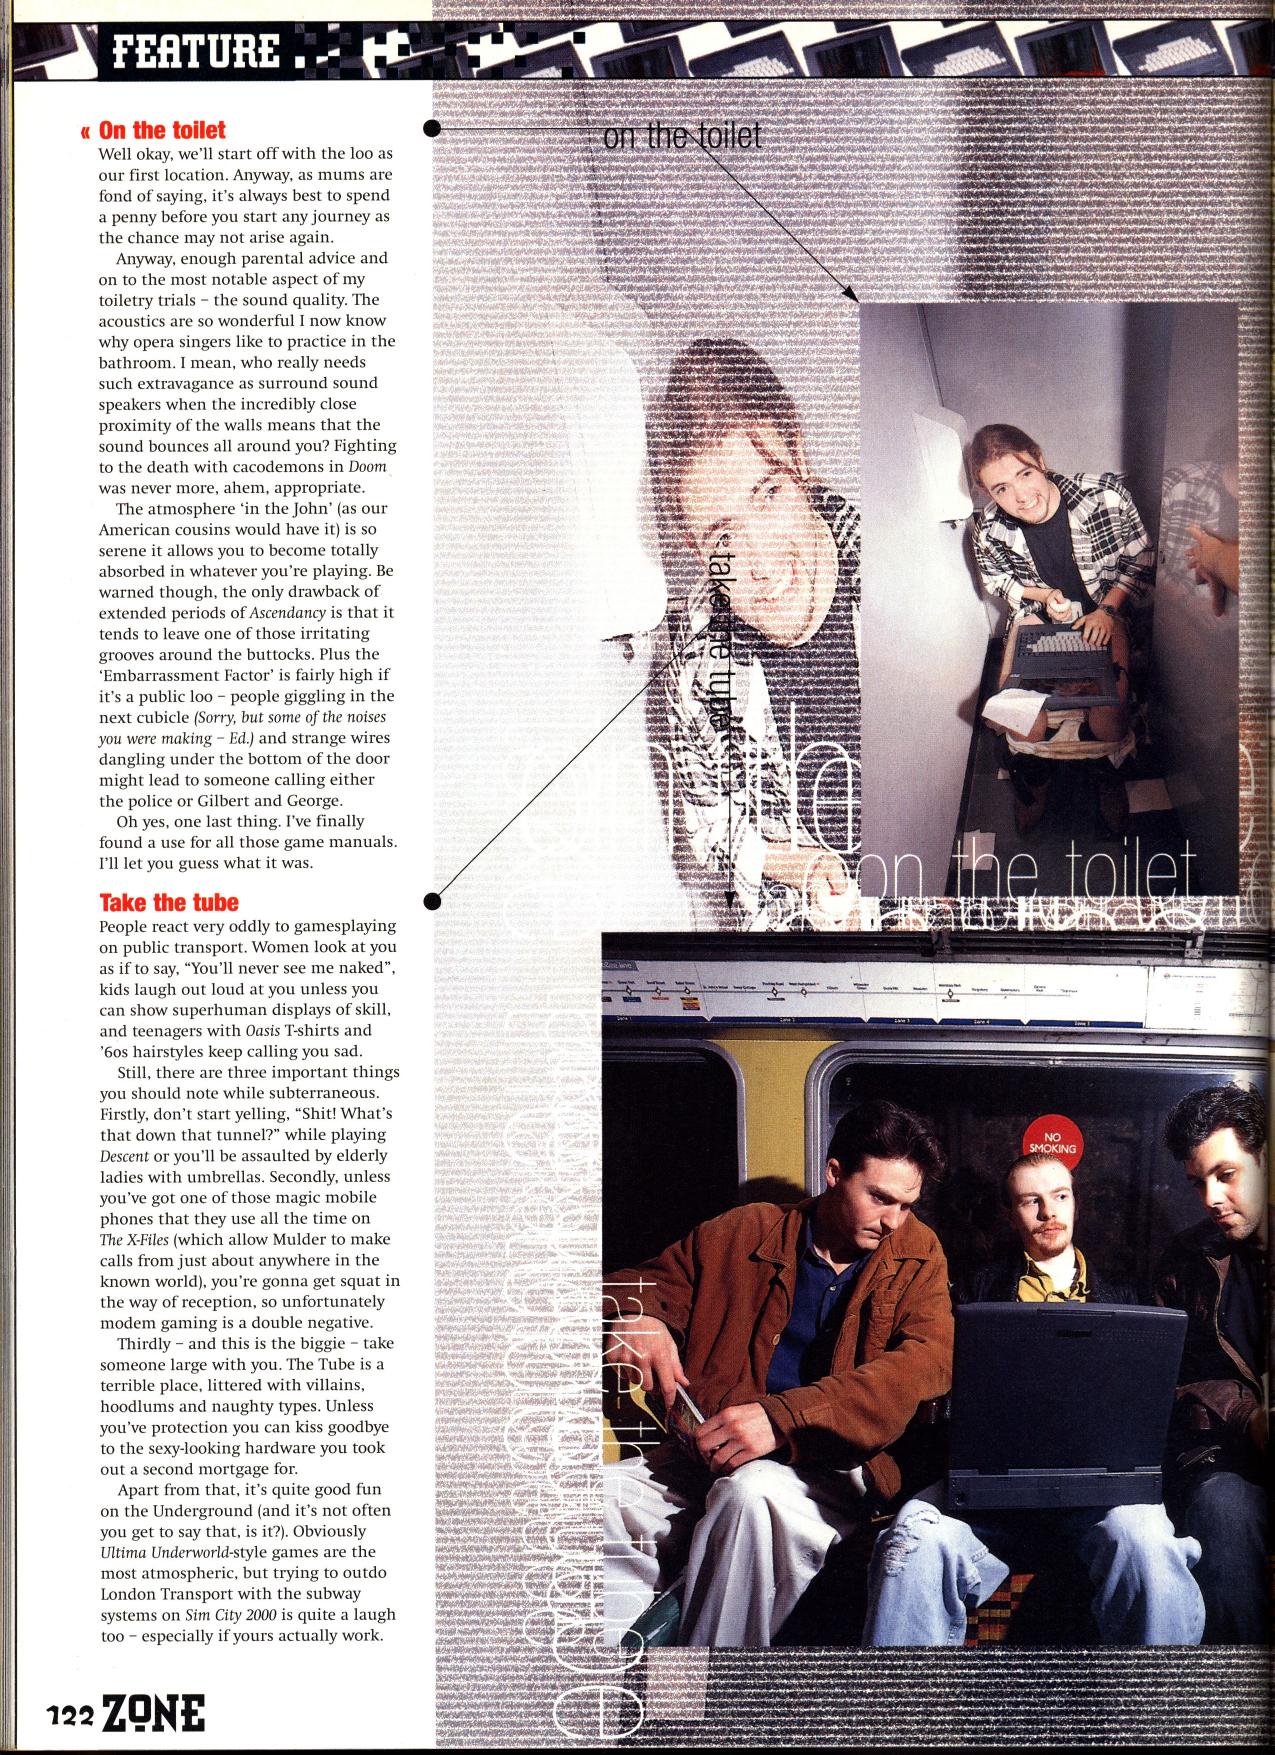 FEATURE
« On the toilet
Well okay, we'll start off with the loo as
our first location. Anyway, as mums are
fond of saying, it's always best to spend
a penny before you start any journey as
the chance may not arise again.
Anyway, enough parental advice and
on to the most notable aspect of my
toiletry trials – the sound quality. The
acoustics are so wonderful I now know
why opera singers like to practice in the
bathroom. I mean, who really needs
such extravagance as surround sound
speakers when the incredibly close
proximity of the walls means that the
sound bounces all around you? Fighting
to the death with cacodemons in Doom
was never more, ahem, appropriate.
The atmosphere 'in the John' (as our
American cousins would have it) is so
serene it allows you to become totally
absorbed in whatever you're playing. Be
warned though, the only drawback of
extended periods of Ascendancy is that it
tends to leave one of those irritating
grooves around the buttocks. Plus the
'Embarrassment Factor' is fairly high if
it's a public loo – people giggling in the
next cubicle (Sorry, but some of the noises
you were making – Ed.) and strange wires
dangling under the bottom of the door
might lead to someone calling either
the police or Gilbert and George.
Oh yes, one last thing. I've finally
found a use for all those game manuals.
I'll let you guess what it was.
Take the tube
People react very oddly to gamesplaying
on public transport. Women look at you
as if to say, "You'll never see me naked",
kids laugh out loud at you unless you
can show superhuman displays of skill,
and teenagers with Oasis T-shirts and
'60s hairstyles keep calling you sad.
Still, there are three important things
you should note while subterraneous.
Firstly, don't start yelling, "Shit! What's
that down that tunnel?" while playing
Descent or you'll be assaulted by elderly
ladies with umbrellas. Secondly, unless
you've got one of those magic mobile
phones that they use all the time on
The X-Files (which allow Mulder to make
calls from just about anywhere in the
known world), you're gonna get squat in
the way of reception, so unfortunately
modem gaming is a double negative.
Thirdly – and this is the biggie – take
someone large with you. The Tube is a
terrible place, littered with villains,
hoodlums and naughty types. Unless
you've protection you can kiss goodbye
to the sexy-looking hardware you took
out a second mortgage for.
Apart from that, it's quite good fun
on the Underground (and it's not often
you get to say that, is it?). Obviously
Ultima Underworld-style games are the
most atmospheric, but trying to outdo
London Transport with the subway
systems on Sim City 2000 is quite a laugh
too – especially if yours actually work.
on the toilet
take the tube
on the toilet
NO
SMOKING
take the tube
122 ZONE